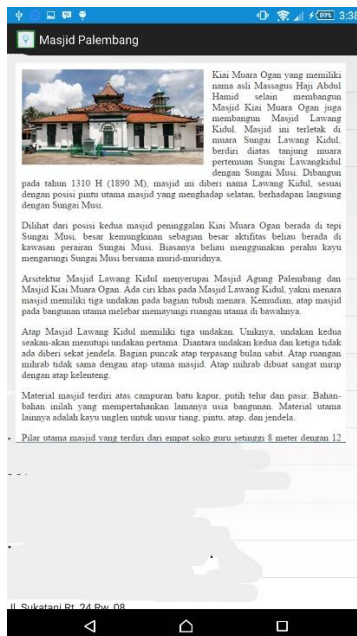 89%
3:38
Masjid Palembang
Kiai Muara Ogan yang memiliki
nama asli Massagus Haji Abdul
Hamid selain membangun
Masjid Kiai Muara Ogan juga
membangun Masjid Lawang
Kidul. Masjid ini terletak di
muara Sungai Lawang Kidul,
berdiri diatas tanjung muara
pertemuan Sungai Lawangkidul
dengan Sungai Musi. Dibangun
pada tahun 1310 H (1890 M), masjid ini diberi nama Lawang Kidul, sesuai
dengan posisi pintu utama masjid yang menghadap selatan, berhadapan langsung
dengan Sungai Musi.
Dilihat dari posisi kedua masjid peninggalan Kiai Muara Ogan berada di tepi
Sungai Musi, besar kemungkinan sebagian besar aktifitas beliau berada di
kawasan perairan Sungai Musi. Biasanya beliau menggunakan perahu kayu
mengarungi Sungai Musi bersama murid-muridnya.
Arsitektur Masjid Lawang Kidul menyerupai Masjid Agung Palembang dan
Masjid Kiai Muara Ogan. Ada ciri khas pada Masjid Lawang Kidul, yakni menara
masjid memiliki tiga undakan pada bagian tubuh menara. Kemudian, atap masjid
pada bangunan utama melebar memayungi ruangan utama di bawahnya.
Atap Masjid Lawang Kidul memiliki tiga undakan. Uniknya, undakan kedua
seakan-akan menutupi undakan pertama. Diantara undakan kedua dan ketiga tidak
ada diberi sekat jendela. Bagian puncak atap terpasang bulan sabit. Atap ruangan
mihrab tidak sama dengan atap utama masjid. Atap mihrab dibuat sangat mirip
dengan atap kelenteng.
Material masjid terdiri atas campuran batu kapur, putih telur dan pasir. Bahan-
bahan inilah yang mempertahankan lamanya usia bangunan. Material utama
lainnya adalah kayu unglen untuk unsur tiang, pintu, atap, dan jendela.
Pilar utama masjid yang terdiri dari empat soko guru setinggi 8 meter dengan 12
Jl. Sukatani Rt. 24 Rw. 08